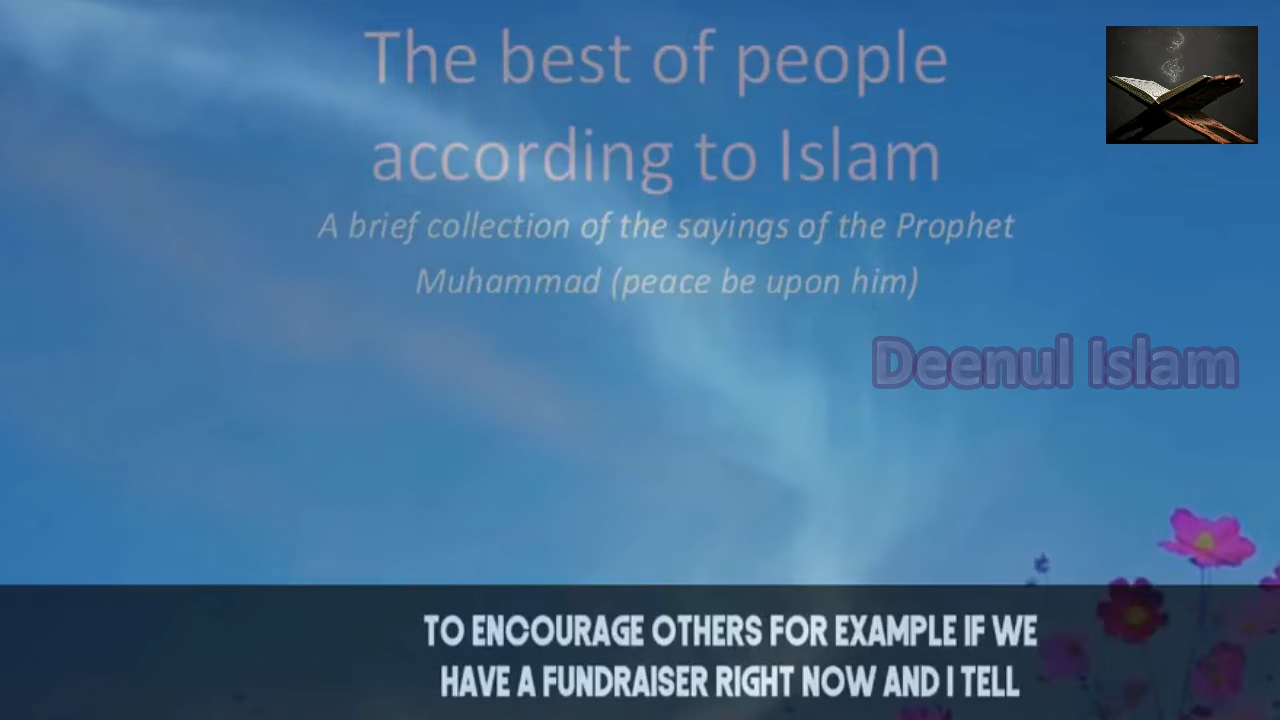 The best of people
according to Islam
A brief collection of the sayings of the Prophet
Muhammad (peace be upon him)
Deenul Islam
TO ENCOURAGE OTHERS FOR EXAMPLE IF WE
HAVE A FUNDRAISER RIGHT NOW AND I TELL